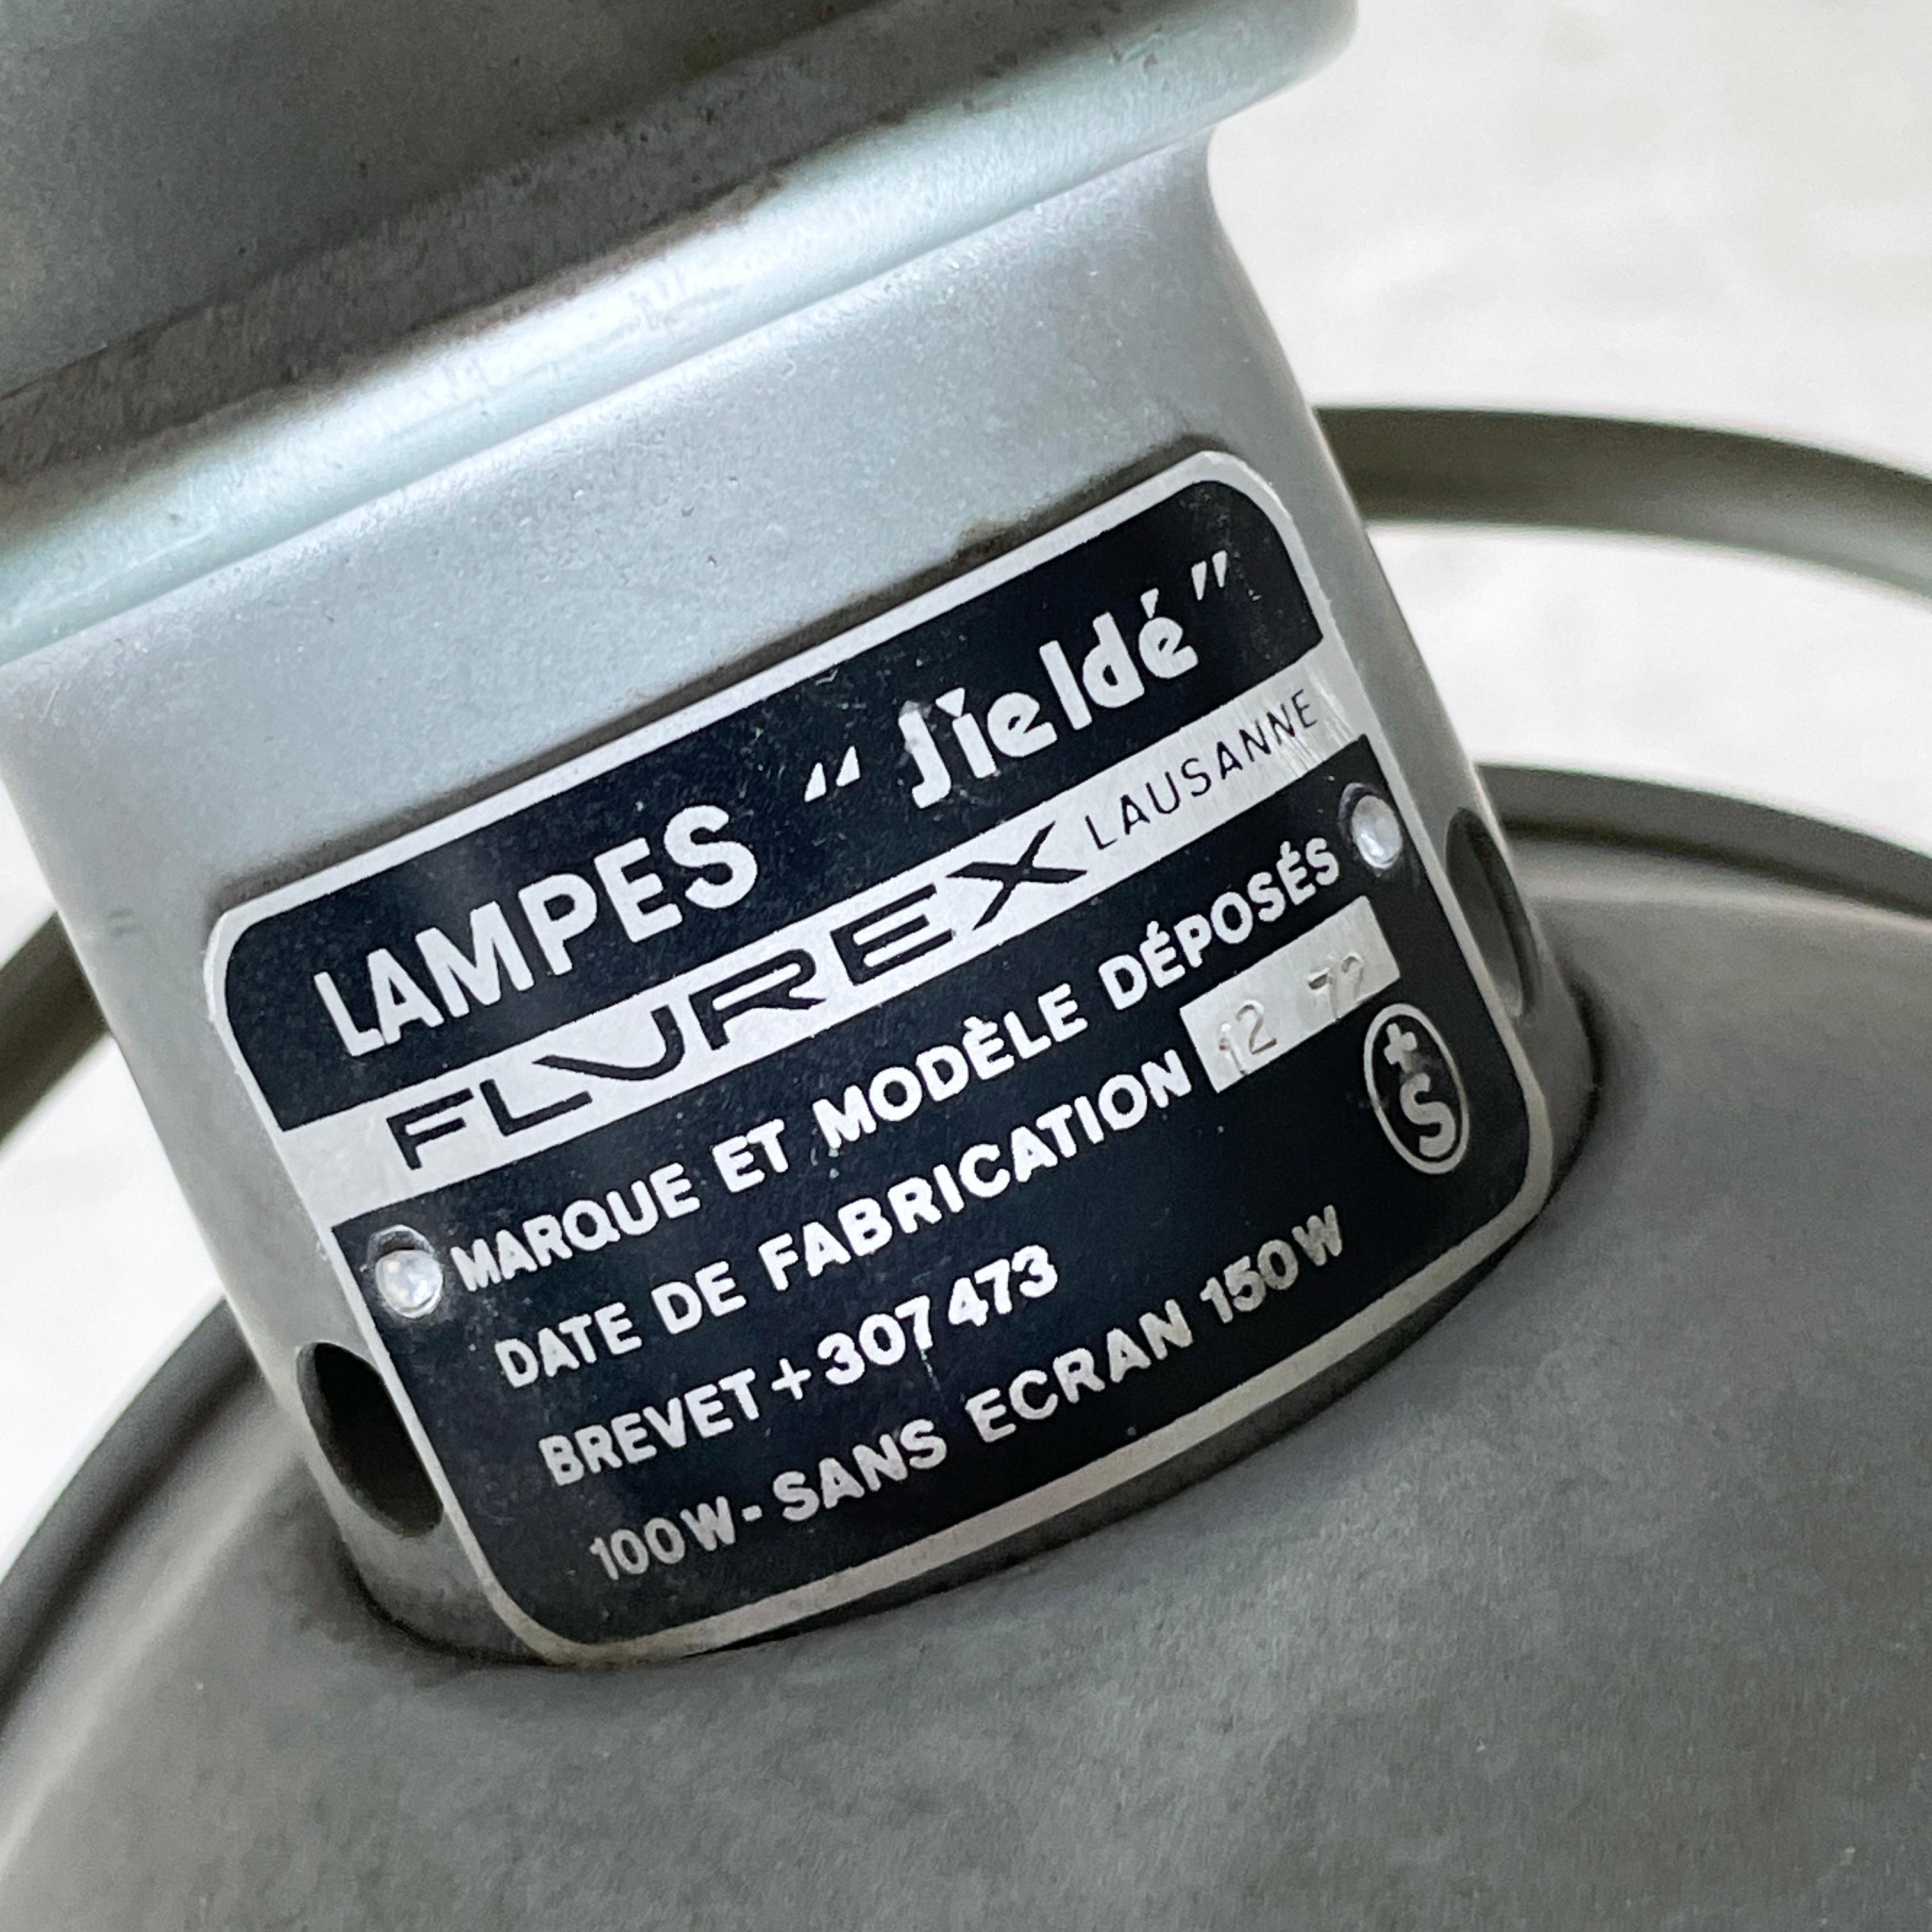 LAMPES “Jieldé”
FLUREX LAUSANNE
MARQUE ET MODÈLE DÉPOSÉS
DATE DE FABRICATION 12 72
BREVET + 307 473
+
S
100W - SANS ECRAN 150W